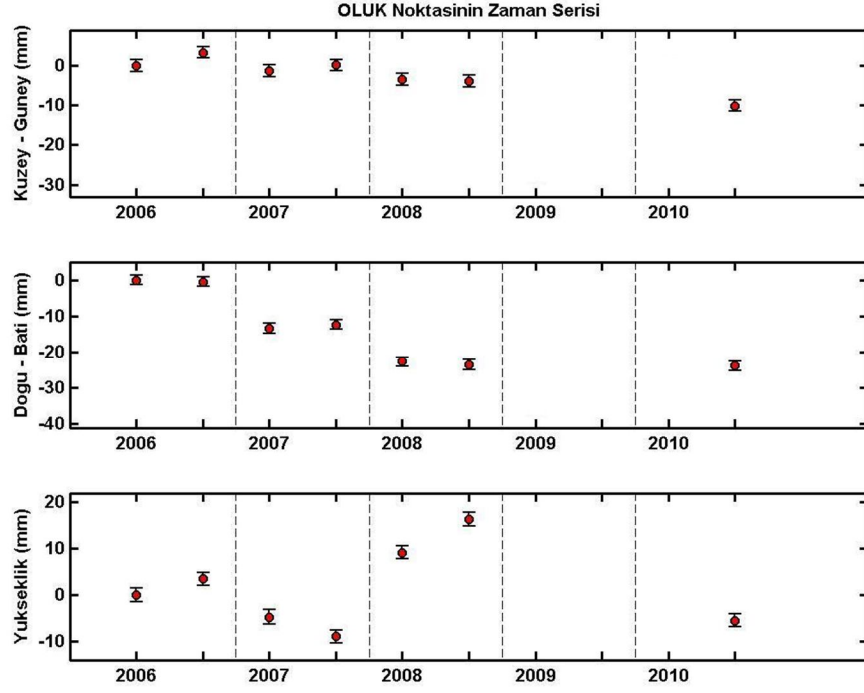 OLUK Noktasinin Zaman Serisi
Kuzey - Guney (mm)
0
-10
-20
-30
2006 2007 2008 2009 2010
Dogu - Bati (mm)
0
-10
-20
-30
-40
2006 2007 2008 2009 2010
Yukseklik (mm)
20
10
0
-10
2006 2007 2008 2009 2010